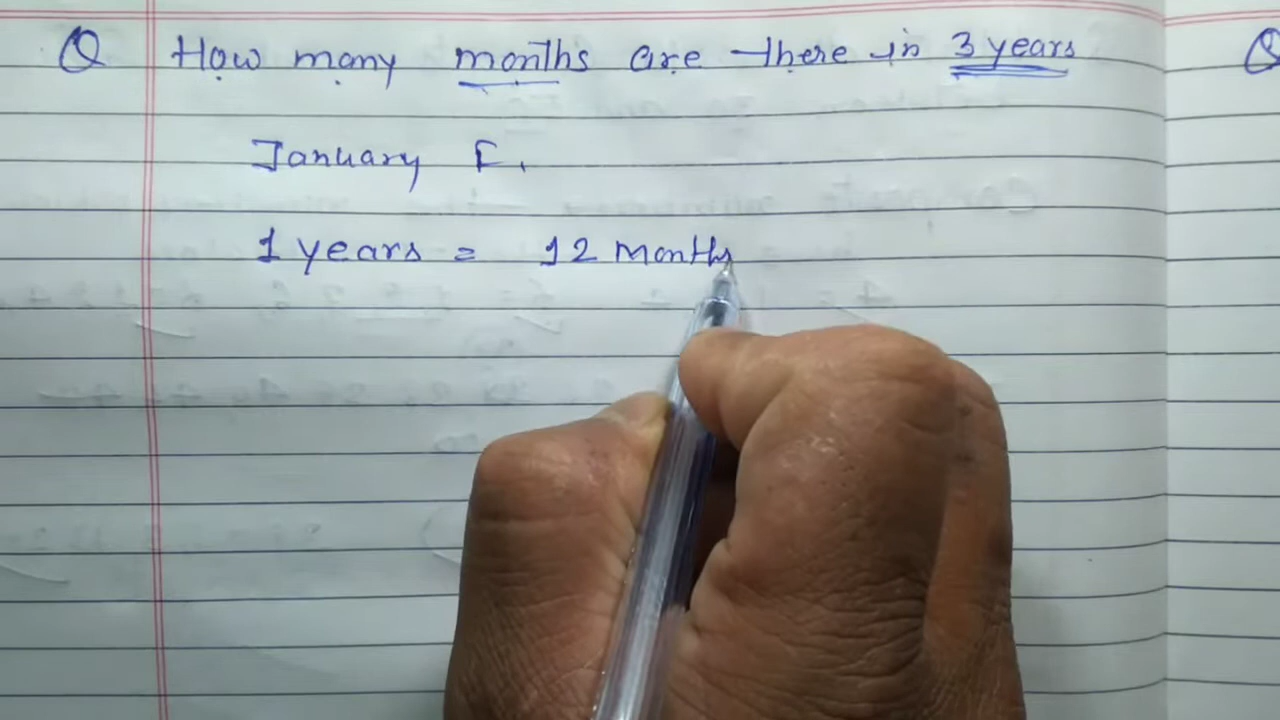 Q How many months are there in 3 years Q
January F.
1 years = 12 Months